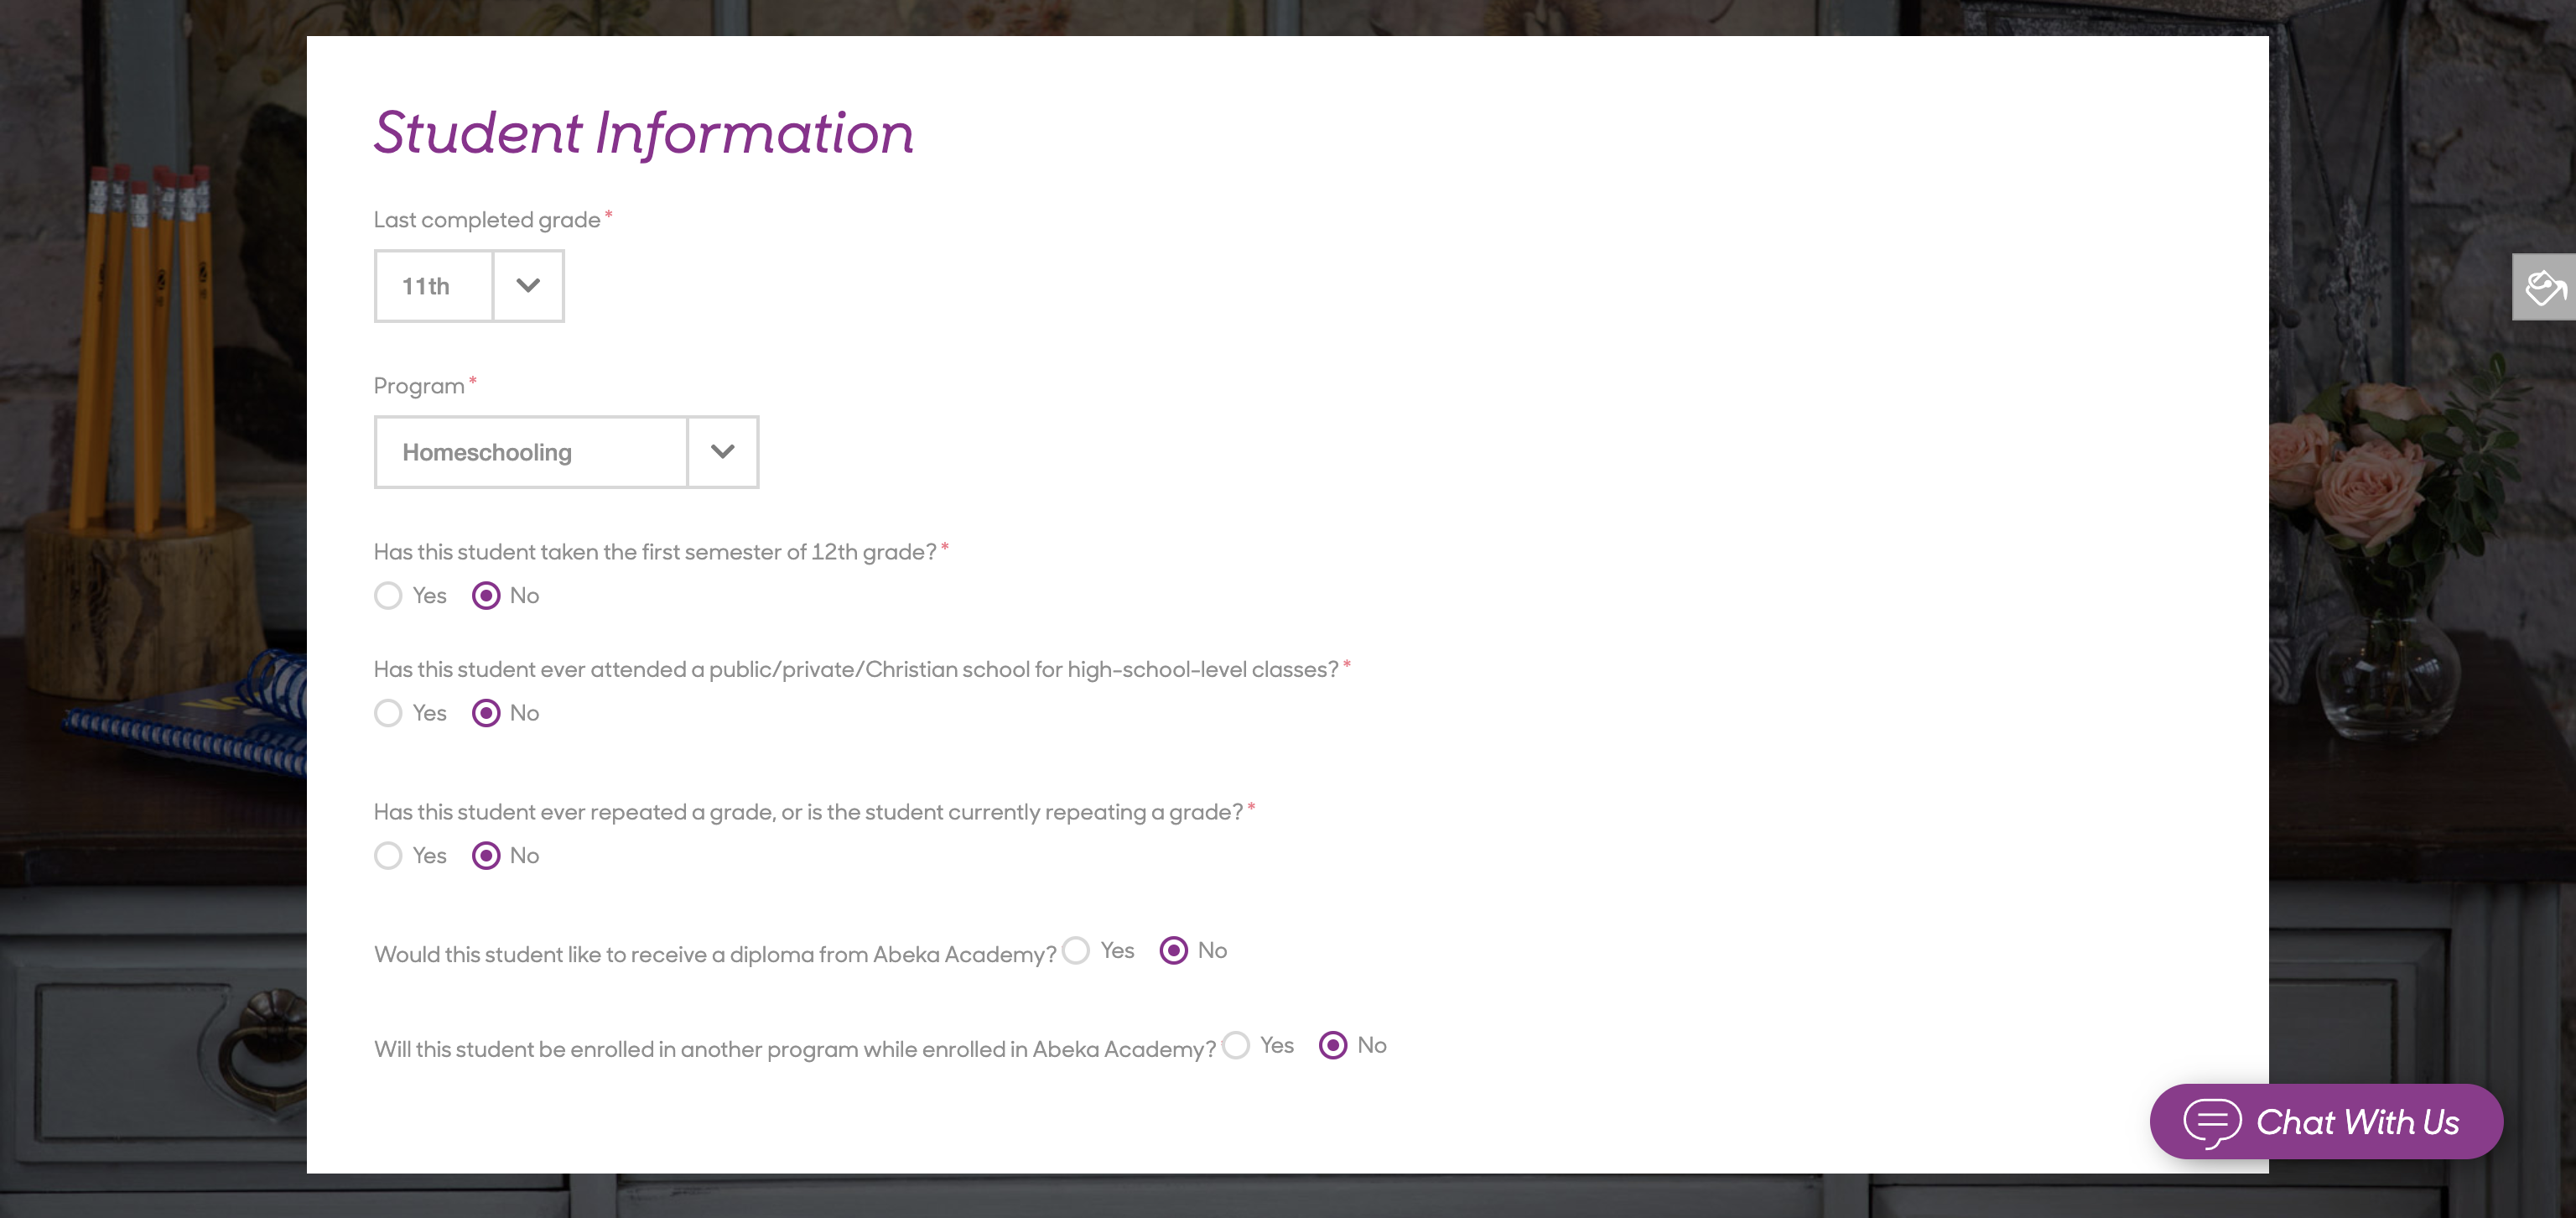 Student Information
Last completed grade*
11th
Program*
Homeschooling
Has this student taken the first semester of 12th grade?*
Yes No
Has this student ever attended a public/private/Christian school for high-school-level classes?*
Yes No
Has this student ever repeated a grade, or is the student currently repeating a grade?*
Yes No
Would this student like to receive a diploma from Abeka Academy? Yes No
Will this student be enrolled in another program while enrolled in Abeka Academy? Yes No
Chat With Us